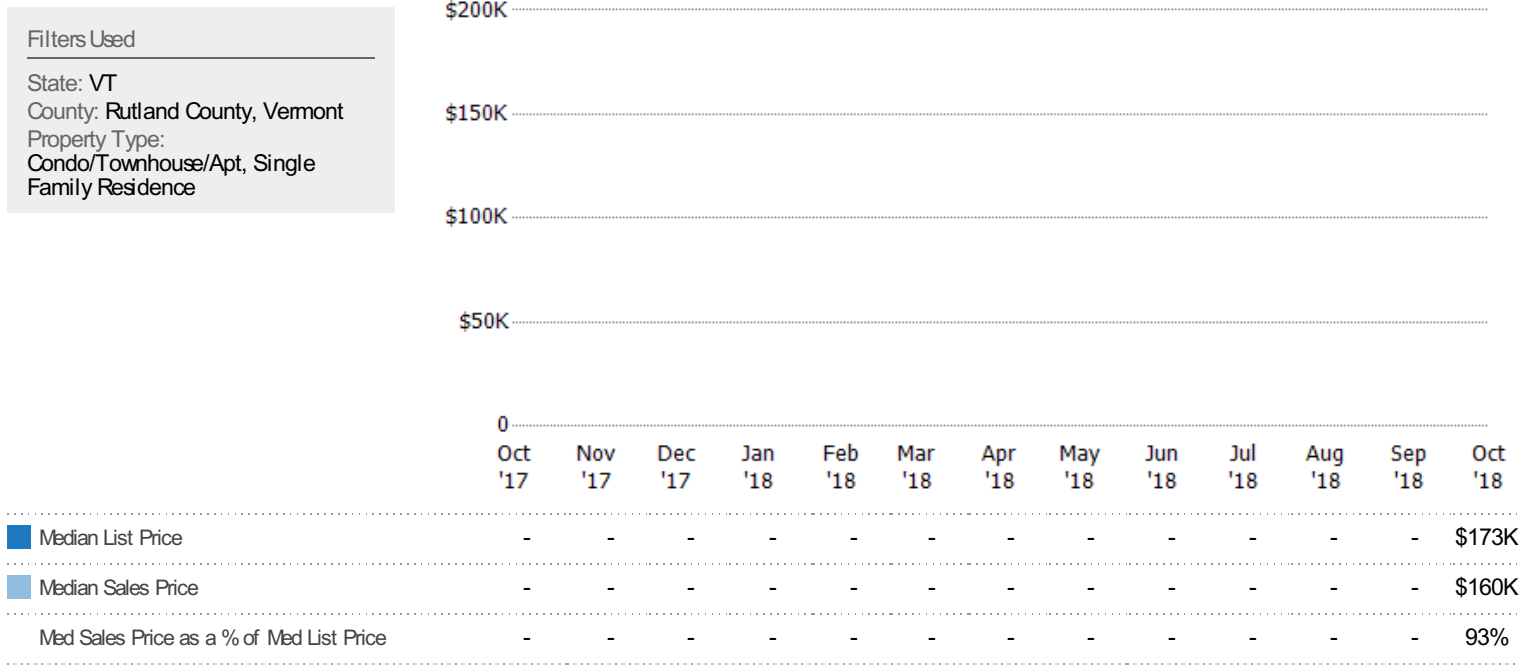 Filters Used
State: VT
County: Rutland County, Vermont
Property Type:
Condo/Townhouse/Apt, Single
Family Residence
$200K
$150K
$100K
$50K
0
Oct Nov Dec Jan Feb Mar Apr May Jun Jul Aug Sep Oct
'17 '17 '17 '18 '18 '18 '18 '18 '18 '18 '18 '18 '18
Median List Price - - - - - - - - - - - - $173K
Median Sales Price - - - - - - - - - - - - $160K
Med Sales Price as a % of Med List Price - - - - - - - - - - - - 93%